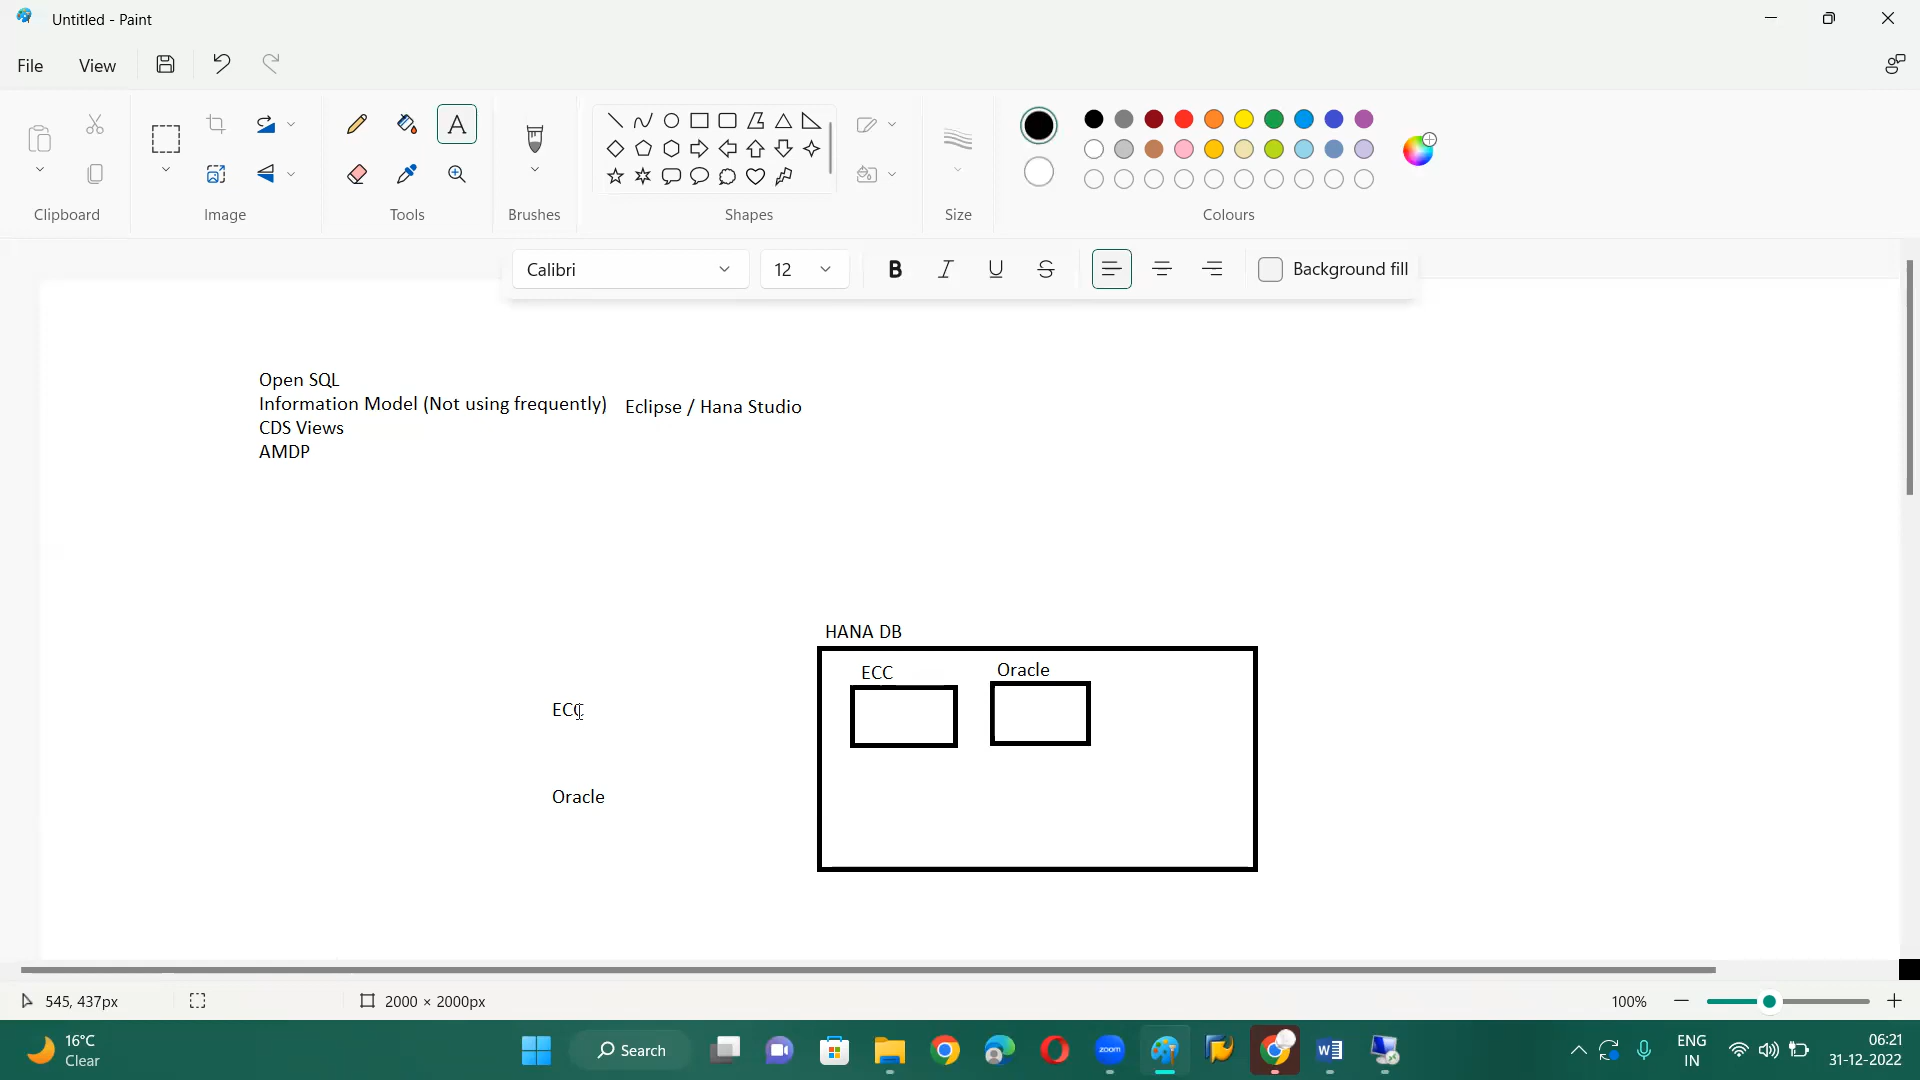 Untitled - Paint
File
View
Clipboard
Image
Tools
Brushes
Shapes
Size
Colours
Calibri
12
B
I
U
S
Background fill
Open SQL
Information Model (Not using frequently)
Eclipse / Hana Studio
CDS Views
AMDP
HANA DB
ECC
Oracle
ECC
Oracle
545, 437px
2000 × 2000px
100%
16°C
Clear
Search
zoom
ENG
IN
06:21
31-12-2022